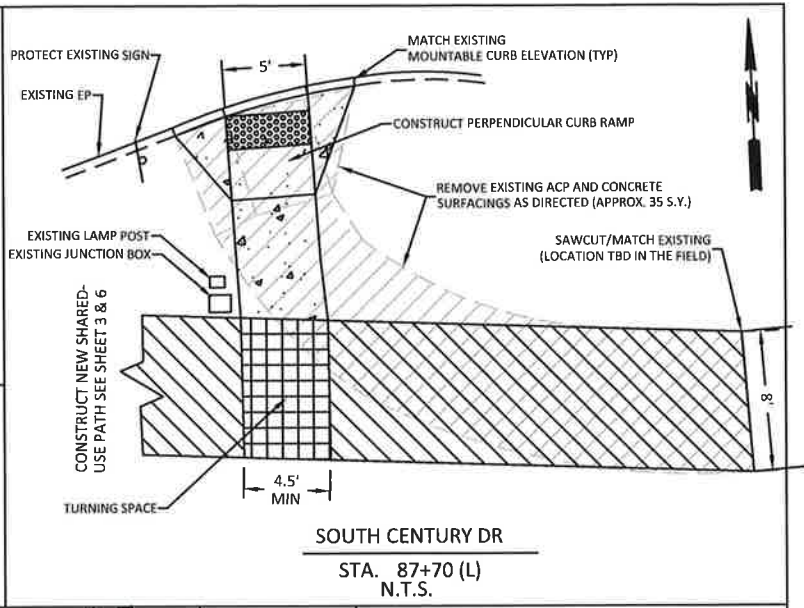 PROTECT EXISTING SIGN
EXISTING EP
5'
MATCH EXISTING
MOUNTABLE CURB ELEVATION (TYP)
N
CONSTRUCT PERPENDICULAR CURB RAMP
REMOVE EXISTING ACP AND CONCRETE
SURFACINGS AS DIRECTED (APPROX. 35 S.Y.)
EXISTING LAMP POST
EXISTING JUNCTION BOX
SAWCUT/MATCH EXISTING
(LOCATION TBD IN THE FIELD)
CONSTRUCT NEW SHARED-
USE PATH SEE SHEET 3 & 6
8'
4.5'
MIN
TURNING SPACE
SOUTH CENTURY DR
STA. 87+70 (L)
N.T.S.